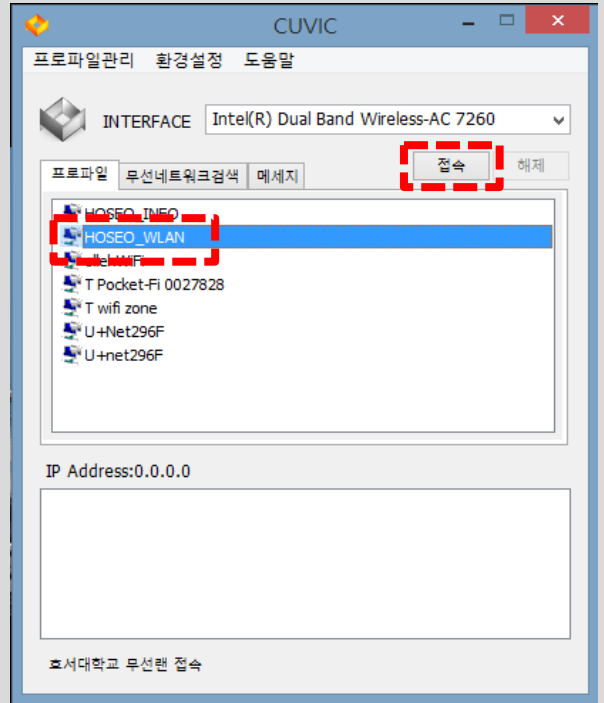 CUVIC
프로파일관리 환경설정 도움말
INTERFACE Intel(R) Dual Band Wireless-AC 7260
접속 해제
프로파일 무선네트워크검색 메세지
HOSEO_INFO
HOSEO_WLAN
ollehWiFi
T Pocket-Fi 0027828
T wifi zone
U+Net296F
U+net296F
IP Address:0.0.0.0
호서대학교 무선랜 접속